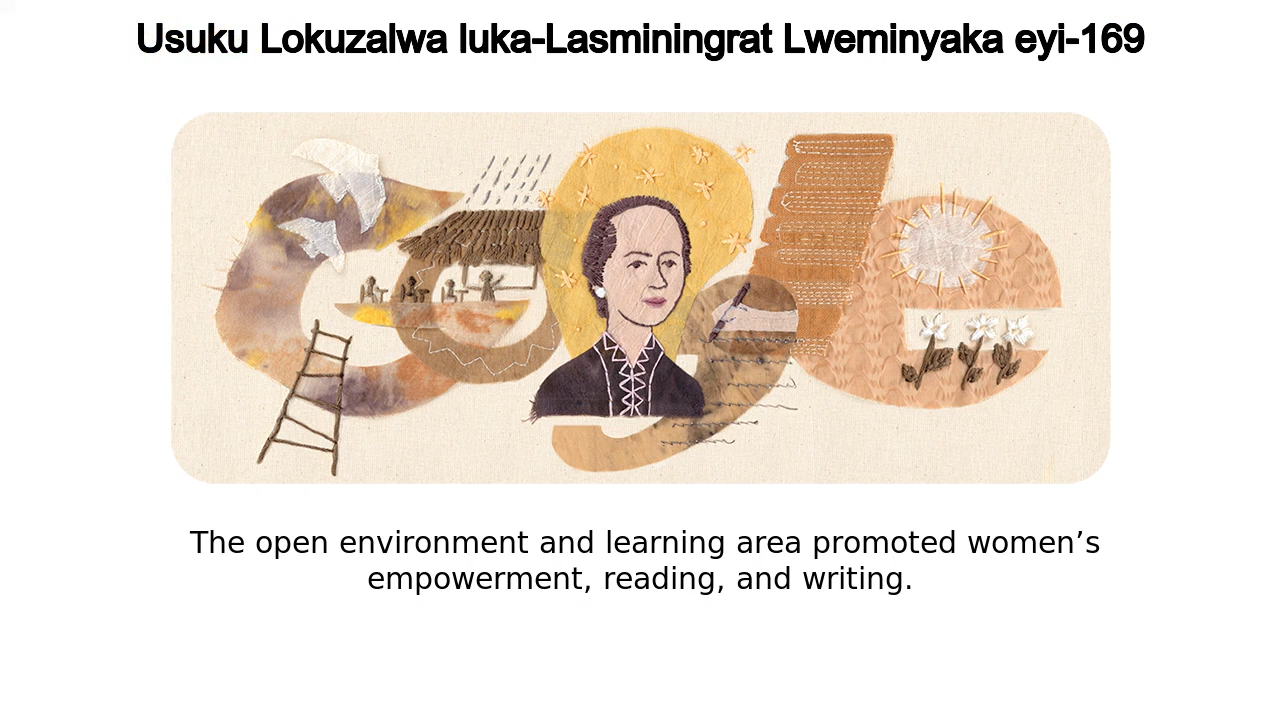 Usuku Lokuzalwa luka-Lasminingrat Lweminyaka eyi-169
The open environment and learning area promoted women’s
empowerment, reading, and writing.